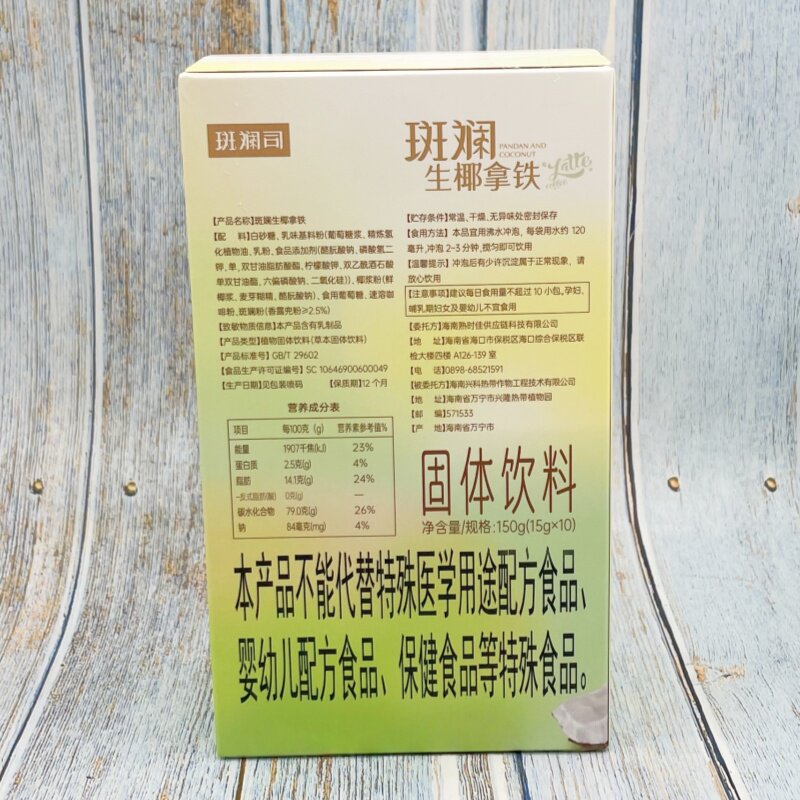 斑斓司
斑斓
PANDAN AND
COCONUT
生椰拿铁
Latte
coffee
【产品名称】斑斓生椰拿铁
【配 料】白砂糖、乳味基料粉(葡萄糖浆、精炼氢
化植物油、乳粉、食品添加剂(酪朊酸钠、磷酸氢二
钾、单,双甘油脂肪酸酯、柠檬酸钾、双乙酰酒石酸
单双甘油酯、六偏磷酸钠、二氧化硅))、椰浆粉(鲜
椰浆、麦芽糊精、酪朊酸钠)、食用葡萄糖、速溶咖
啡粉、斑斓粉(香露兜粉≥2.5%)
【致敏物质信息】本产品含有乳制品
【产品类型】植物固体饮料(草本固体饮料)
【产品标准号】GB/T 29602
【食品生产许可证编号】SC 10646900600049
【生产日期】见包装喷码 【保质期】12个月
营养成分表
项目 每100克(g) 营养素参考值%
能量 1907千焦(kJ) 23%
蛋白质 2.5克(g) 4%
脂肪 14.1克(g) 24%
-反式脂肪(酸) 0克(g) —
碳水化合物 79.0克(g) 26%
钠 84毫克(mg) 4%
【贮存条件】常温、干燥、无异味处密封保存
【食用方法】本品宜用沸水冲泡,每袋用水约 120
毫升,冲泡 2~3 分钟,搅匀即可饮用
【温馨提示】冲泡后有少许沉淀属于正常现象,请
放心饮用
【注意事项】建议每日食用量不超过 10 小包,孕妇、
哺乳期妇女及婴幼儿不宜食用
【委托方】海南熟时佳供应链科技有限公司
【地 址】海南省海口市保税区海口综合保税区联
检大楼四楼 A126-139 室
【电 话】0898-68521591
【被委托方】海南兴科热带作物工程技术有限公司
【地 址】海南省万宁市兴隆热带植物园
【邮 编】571533
【产 地】海南省万宁市
固体饮料
净含量/规格:150g(15g×10)
本产品不能代替特殊医学用途配方食品、
婴幼儿配方食品、保健食品等特殊食品。